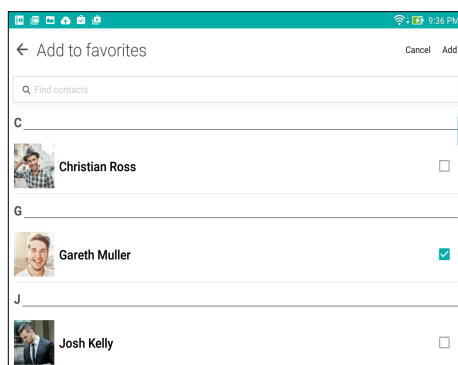 9:36 PM
Add to favorites
Cancel Add
Find contacts
C
Christian Ross
G
Gareth Muller
J
Josh Kelly